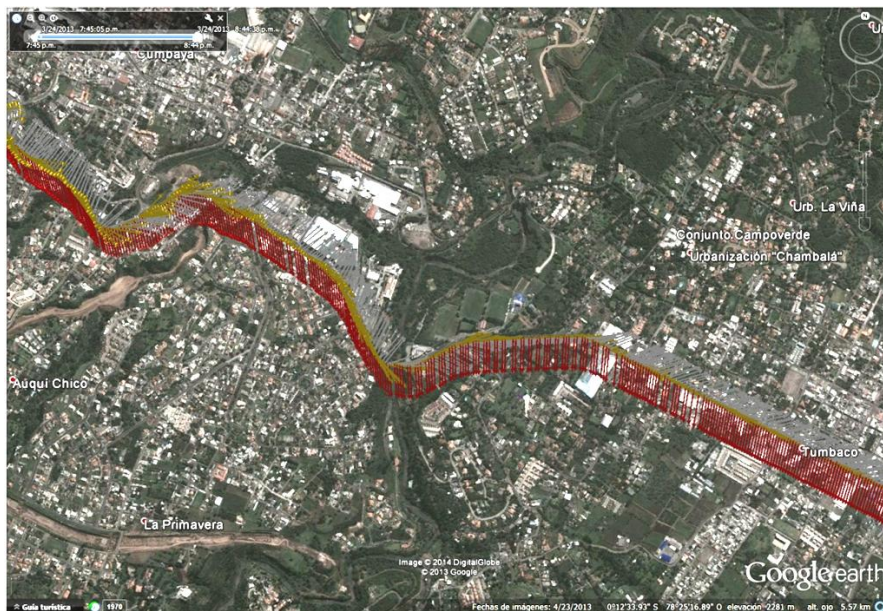 3/24/2013 7:45:05 p.m. 3/24/2013 8:44:38 p.m.
7:45 p.m. 8:44 p.m.
Cumbaya
Urb. La Viña
Conjunto Campoverde
Urbanización "Chambalá"
Auqui Chico
Tumbaco
La Primavera
Image © 2014 DigitalGlobe
© 2013 Google
Google earth
Guía turística 1970 Fechas de imágenes: 4/23/2013 0°12'33.93" S 78°25'16.89" O elevación 2281 m alt. ojo 5.57 km